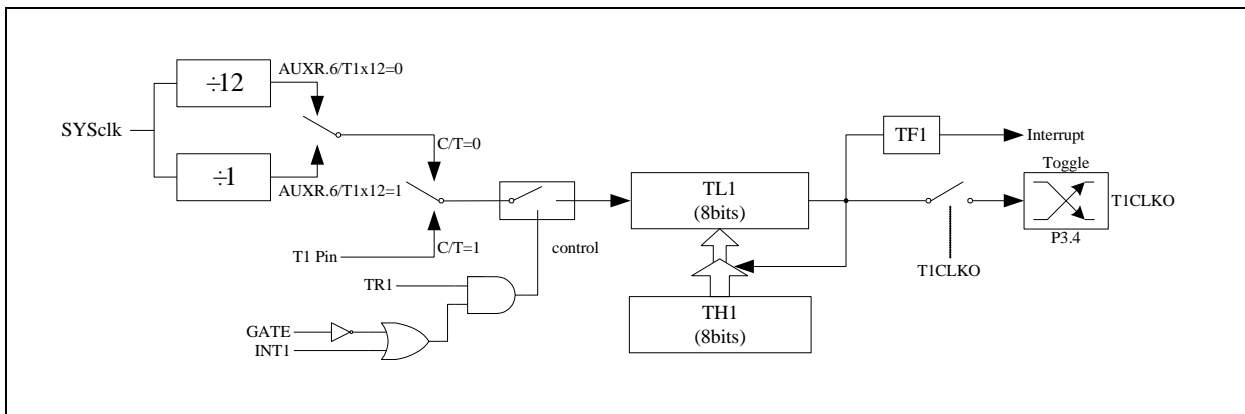 ÷12
AUXR.6/T1x12=0
SYSclk
÷1
AUXR.6/T1x12=1
C/T=0
C/T=1
T1 Pin
control
TR1
GATE
INT1
TL1
(8bits)
TH1
(8bits)
TF1
Interrupt
Toggle
T1CLKO
P3.4
T1CLKO